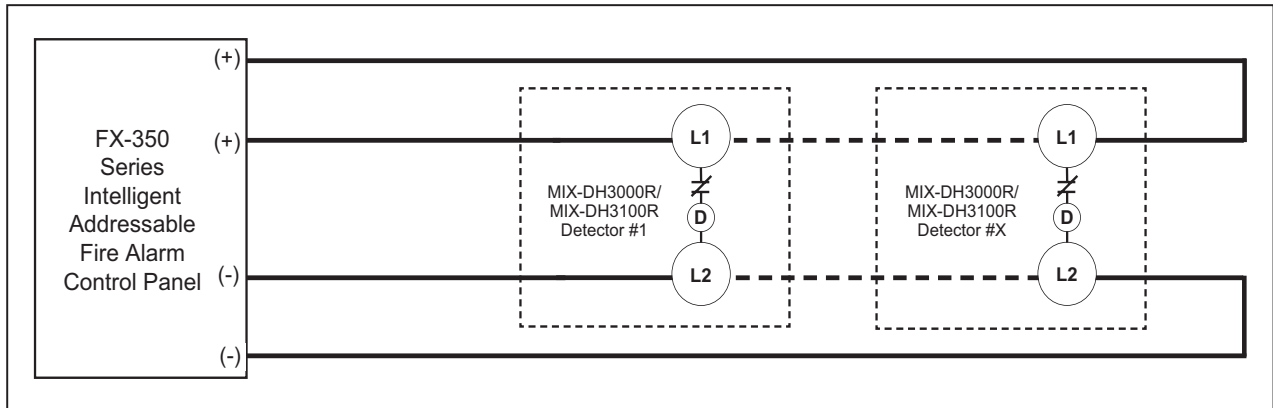 (+)
(+)
FX-350
Series
Intelligent
Addressable
Fire Alarm
Control Panel
(-)
(-)
L1
MIX-DH3000R/
MIX-DH3100R
Detector #1
D
L2
L1
MIX-DH3000R/
MIX-DH3100R
Detector #X
D
L2